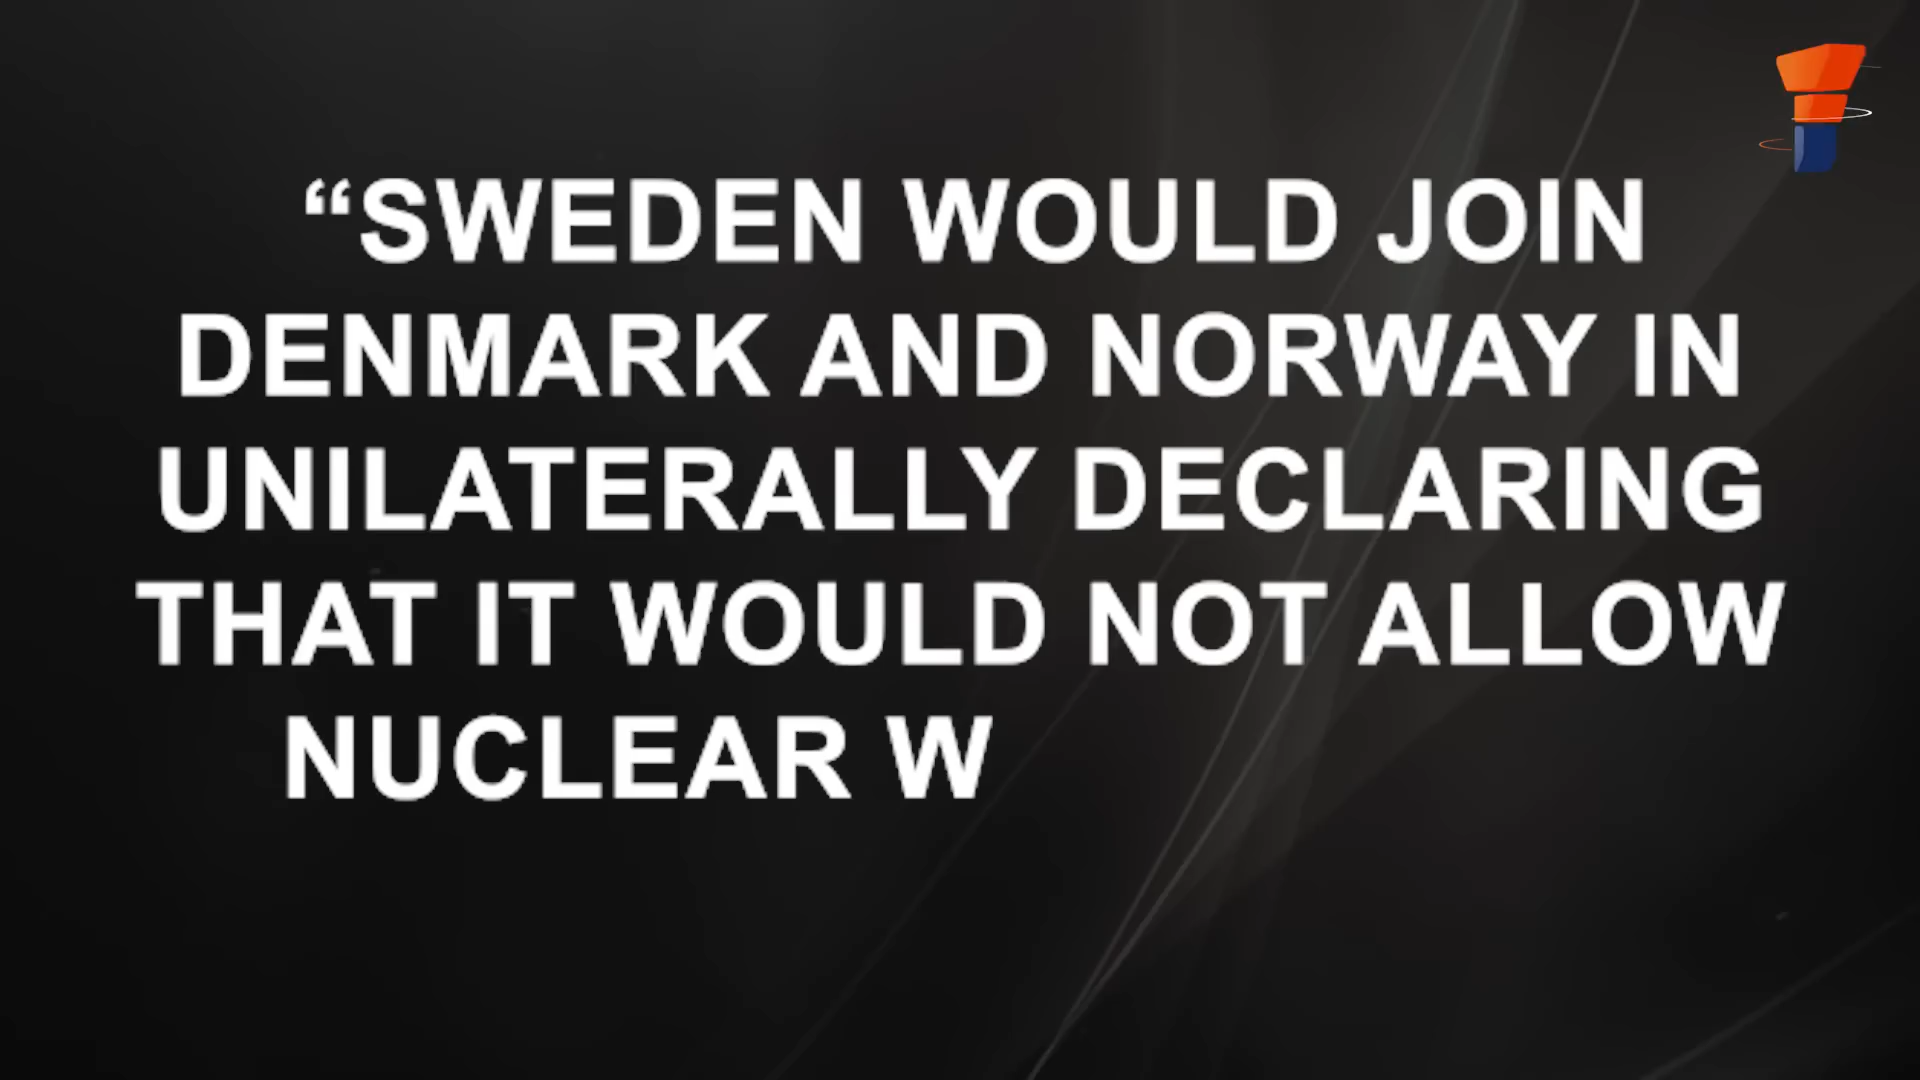 “SWEDEN WOULD JOIN
DENMARK AND NORWAY IN
UNILATERALLY DECLARING
THAT IT WOULD NOT ALLOW
NUCLEAR W